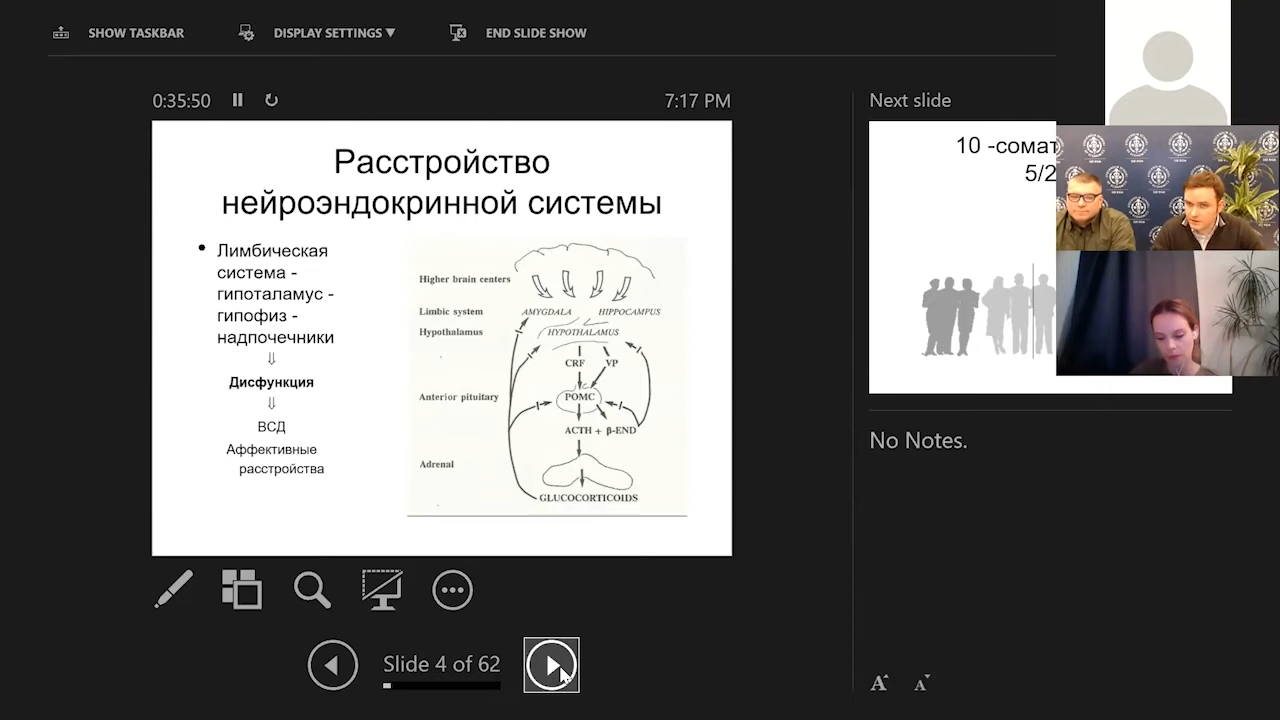 SHOW TASKBAR
DISPLAY SETTINGS ▼
END SLIDE SHOW
0:35:50
7:17 PM
Next slide
Расстройство
нейроэндокринной системы
• Лимбическая
система -
гипоталамус -
гипофиз -
надпочечники
⇓
Дисфункция
⇓
ВСД
Аффективные
расстройства
Higher brain centers
Limbic system
AMYGDALA
HIPPOCAMPUS
Hypothalamus
HYPOTHALAMUS
CRF
VP
Anterior pituitary
POMC
ACTH + β-END
Adrenal
GLUCOCORTICOIDS
10 -сомат
5/2
No Notes.
Slide 4 of 62
A
A